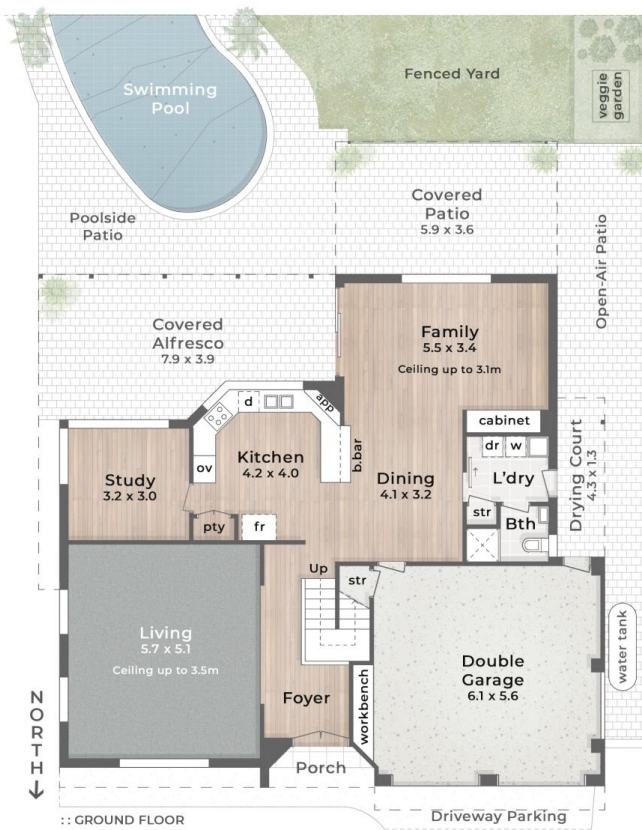 Swimming
Pool
Fenced Yard
veggie
garden
Poolside
Patio
Covered
Patio
5.9 x 3.6
Open-Air Patio
Covered
Alfresco
7.9 x 3.9
Family
5.5 x 3.4
Ceiling up to 3.1m
d
app
cabinet
b.bar
dr
w
Kitchen
4.2 x 4.0
ov
Study
3.2 x 3.0
Dining
4.1 x 3.2
L'dry
Drying Court
4.3 x 1.3
str
Bth
pty
fr
Up
str
Living
5.7 x 5.1
Ceiling up to 3.5m
Double
Garage
6.1 x 5.6
water tank
Foyer
workbench
NORTH
Porch
:: GROUND FLOOR
Driveway Parking